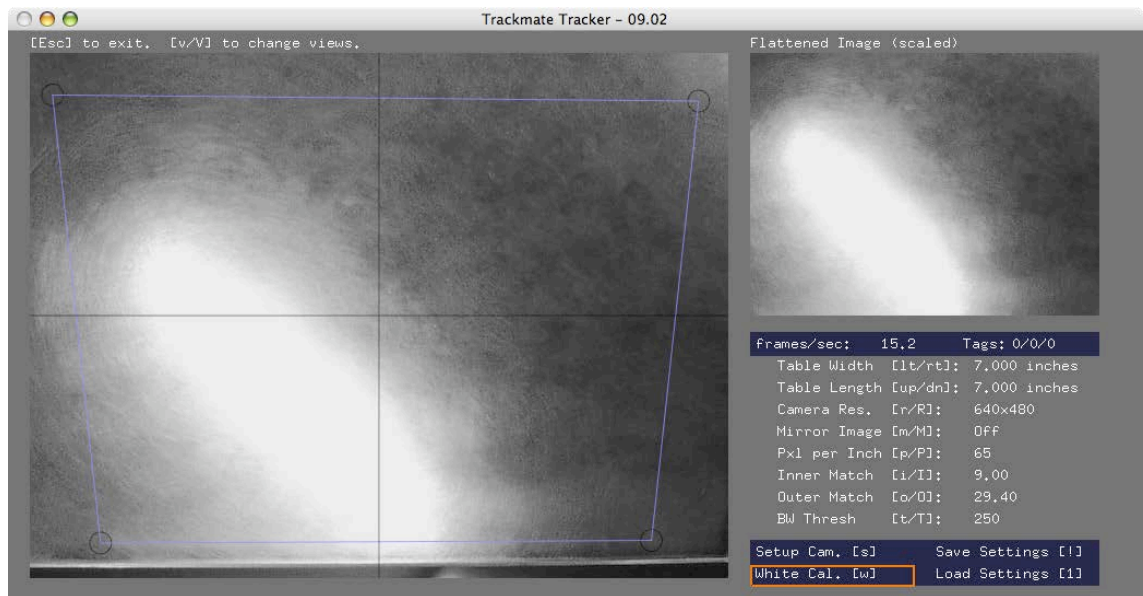 Trackmate Tracker – 09.02
[Esc] to exit. [v/V] to change views.
Flattened Image (scaled)
frames/sec: 15.2 Tags: 0/0/0
Table Width [lt/rt]: 7.000 inches
Table Length [up/dn]: 7.000 inches
Camera Res. [r/R]: 640x480
Mirror Image [m/M]: Off
Pxl per Inch [p/P]: 65
Inner Match [i/I]: 9.00
Outer Match [o/O]: 29.40
BW Thresh [t/T]: 250
Setup Cam. [s] Save Settings [!]
White Cal. [w] Load Settings [1]